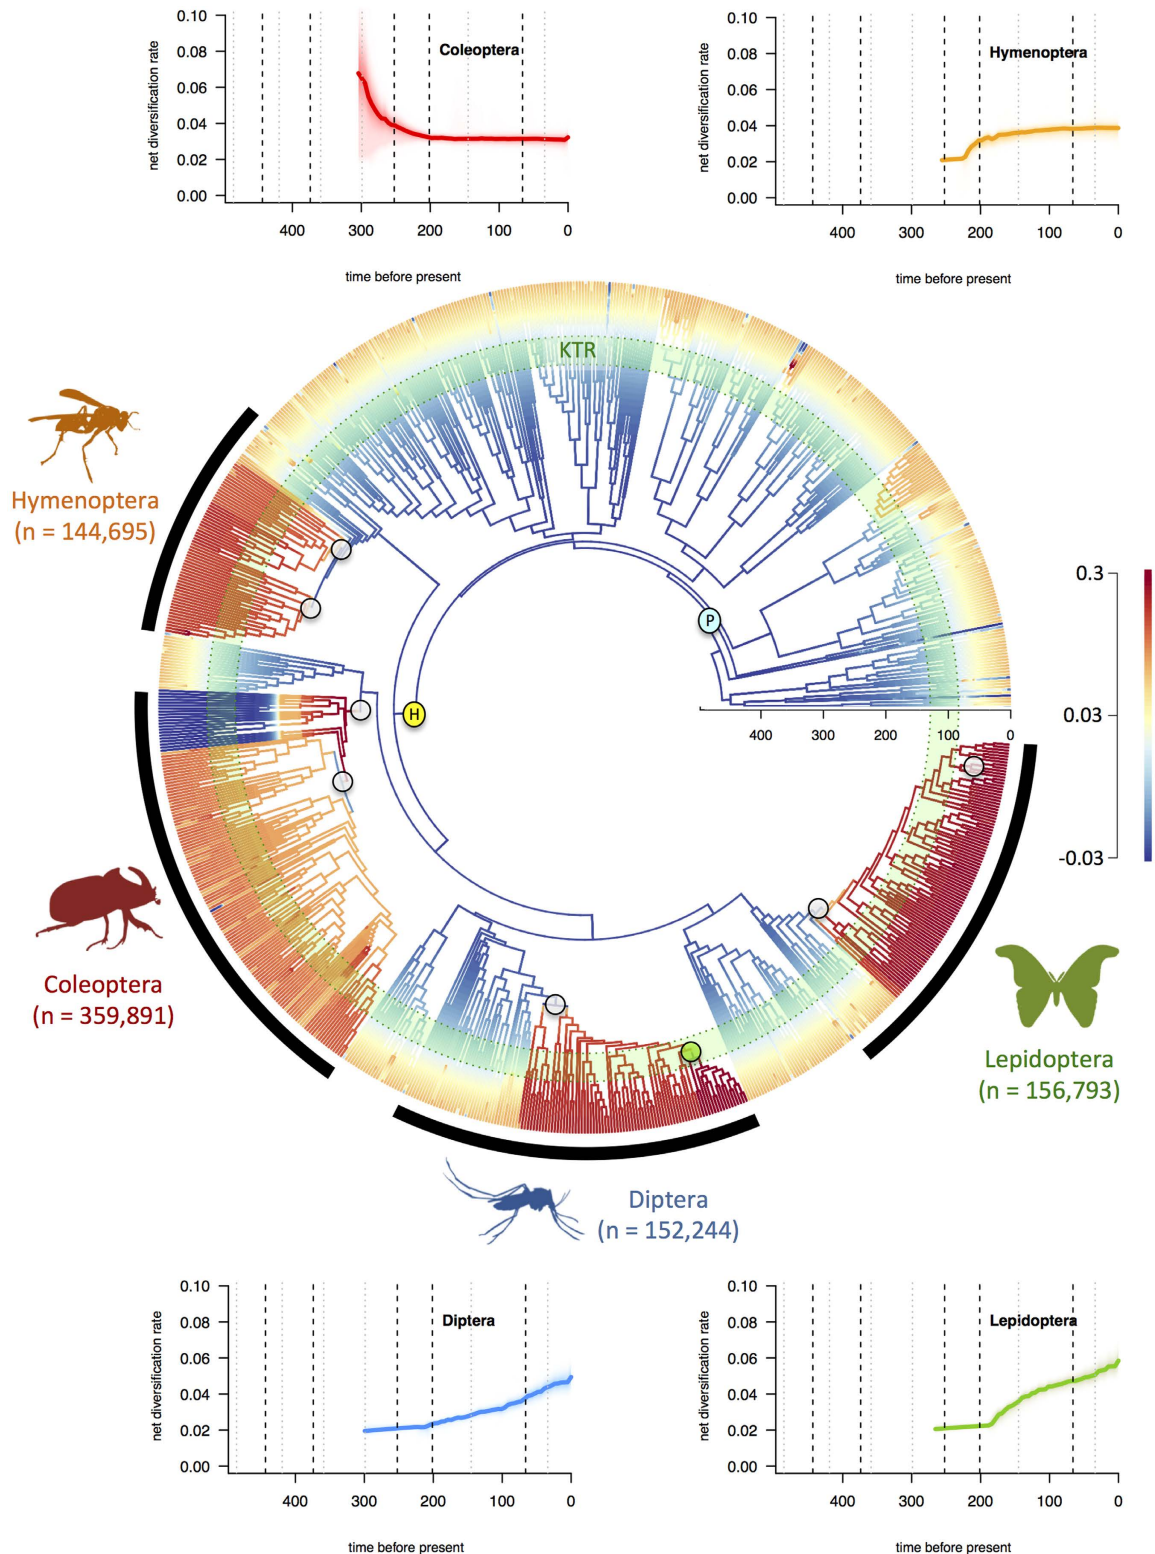 Coleoptera
net diversification rate
0.10
0.08
0.06
0.04
0.02
0.00
400 300 200 100 0
time before present
Hymenoptera
net diversification rate
0.10
0.08
0.06
0.04
0.02
0.00
400 300 200 100 0
time before present
KTR
Hymenoptera
(n = 144,695)
P
H
400 300 200 100 0
0.3
0.03
-0.03
Coleoptera
(n = 359,891)
Lepidoptera
(n = 156,793)
Diptera
(n = 152,244)
Diptera
net diversification rate
0.10
0.08
0.06
0.04
0.02
0.00
400 300 200 100 0
time before present
Lepidoptera
net diversification rate
0.10
0.08
0.06
0.04
0.02
0.00
400 300 200 100 0
time before present